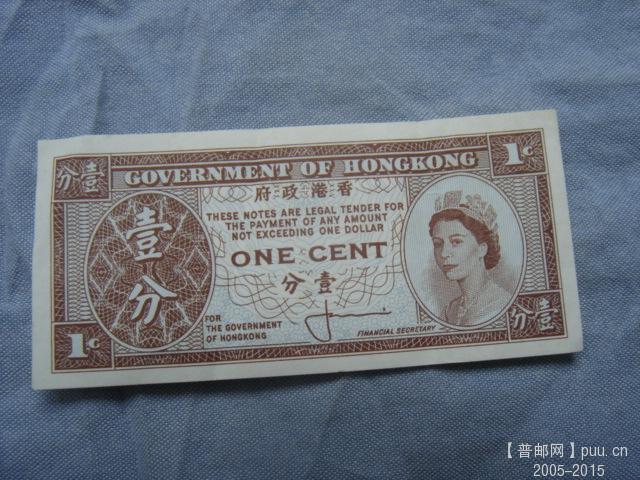 分壹
GOVERNMENT OF HONGKONG
1¢
府政港香
THESE NOTES ARE LEGAL TENDER FOR
THE PAYMENT OF ANY AMOUNT
NOT EXCEEDING ONE DOLLAR
壹
分
ONE CENT
分壹
FOR
THE GOVERNMENT
OF HONGKONG
FINANCIAL SECRETARY
1¢
分壹
【普邮网】puu.cn
2005-2015